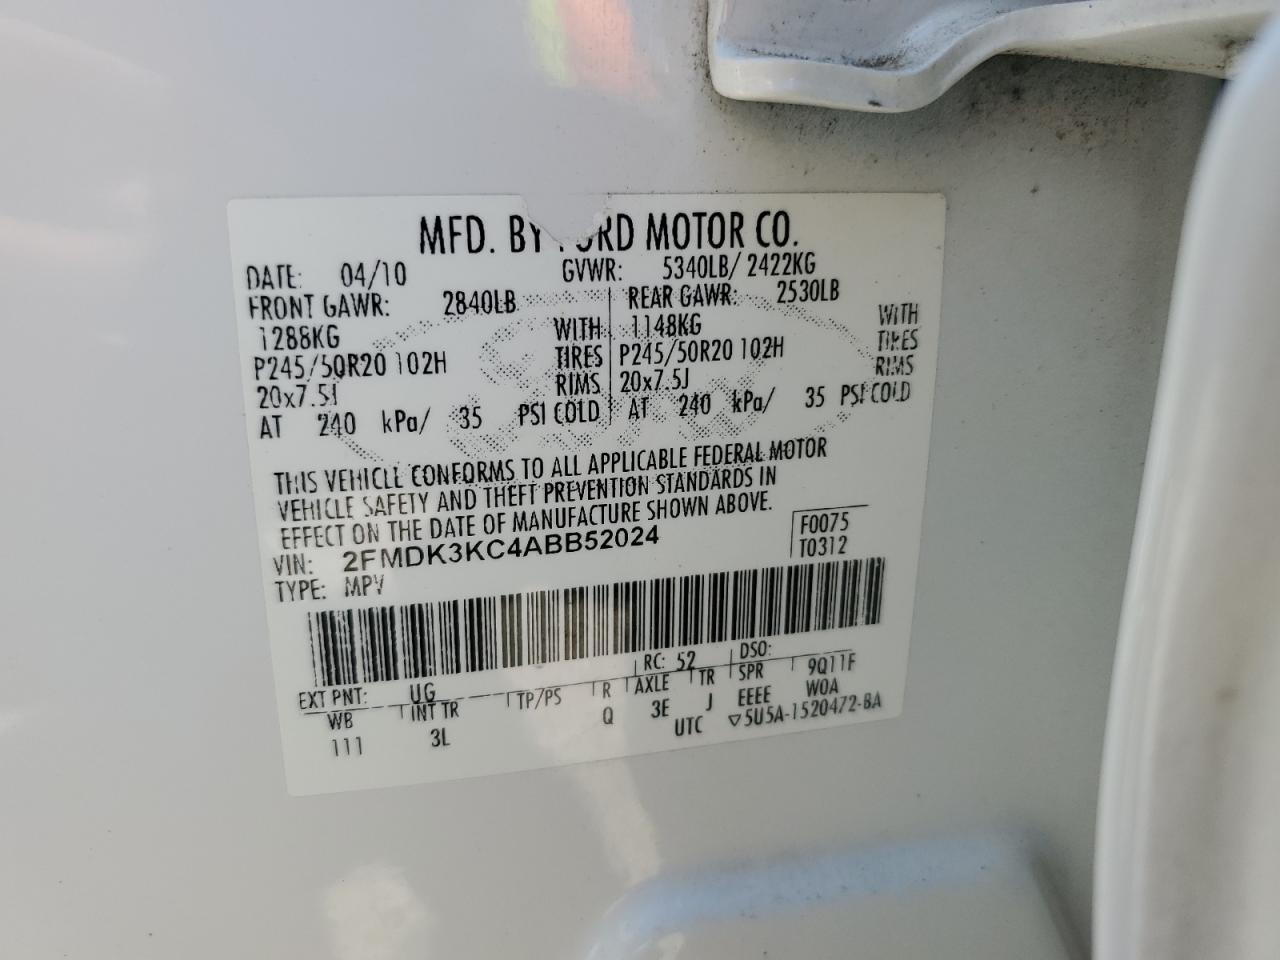 MFD. BY FORD MOTOR CO.
DATE: 04/10 GVWR: 5340LB/ 2422KG
FRONT GAWR: 2840LB REAR GAWR: 2530LB
1288KG WITH 1148KG WITH
P245/50R20 102H TIRES P245/50R20 102H TIRES
20x7.5J RIMS 20x7.5J RIMS
AT 240 kPa/ 35 PSI COLD AT 240 kPa/ 35 PSI COLD
THIS VEHICLE CONFORMS TO ALL APPLICABLE FEDERAL MOTOR
VEHICLE SAFETY AND THEFT PREVENTION STANDARDS IN
EFFECT ON THE DATE OF MANUFACTURE SHOWN ABOVE.
VIN: 2FMDK3KC4ABB52024 F0075
TYPE: MPV T0312
EXT PNT: UG RC: 52 DSO:
WB INT TR TP/PS R AXLE TR SPR 9Q11F
111 3L Q 3E J EEEE W0A
UTC ▽5U5A-1520472-BA